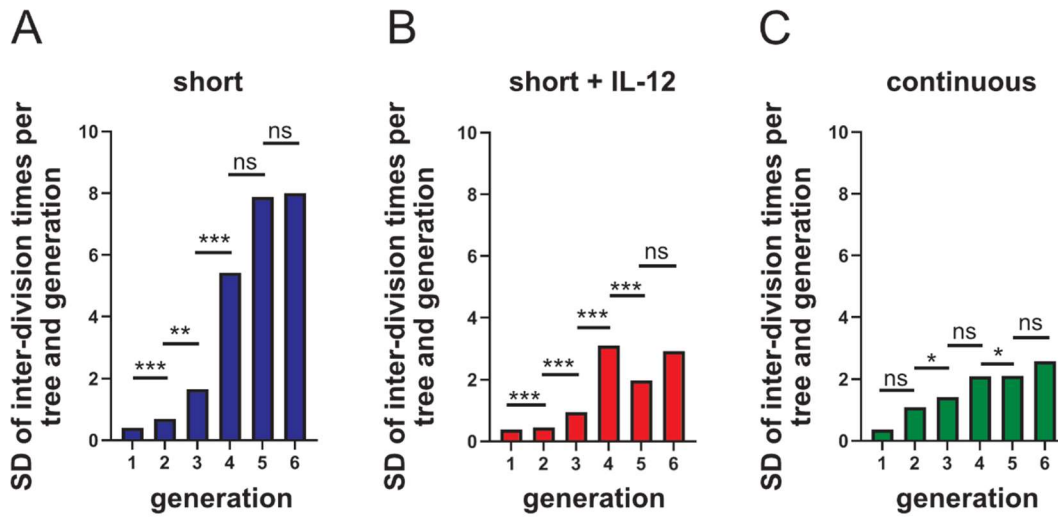 A
short
SD of inter-division times per
tree and generation
10
8
6
4
2
0
***
**
***
ns
ns
1 2 3 4 5 6
generation
B
short + IL-12
SD of inter-division times per
tree and generation
10
8
6
4
2
0
***
***
***
***
ns
1 2 3 4 5 6
generation
C
continuous
SD of inter-division times per
tree and generation
10
8
6
4
2
0
ns
*
ns
*
ns
1 2 3 4 5 6
generation